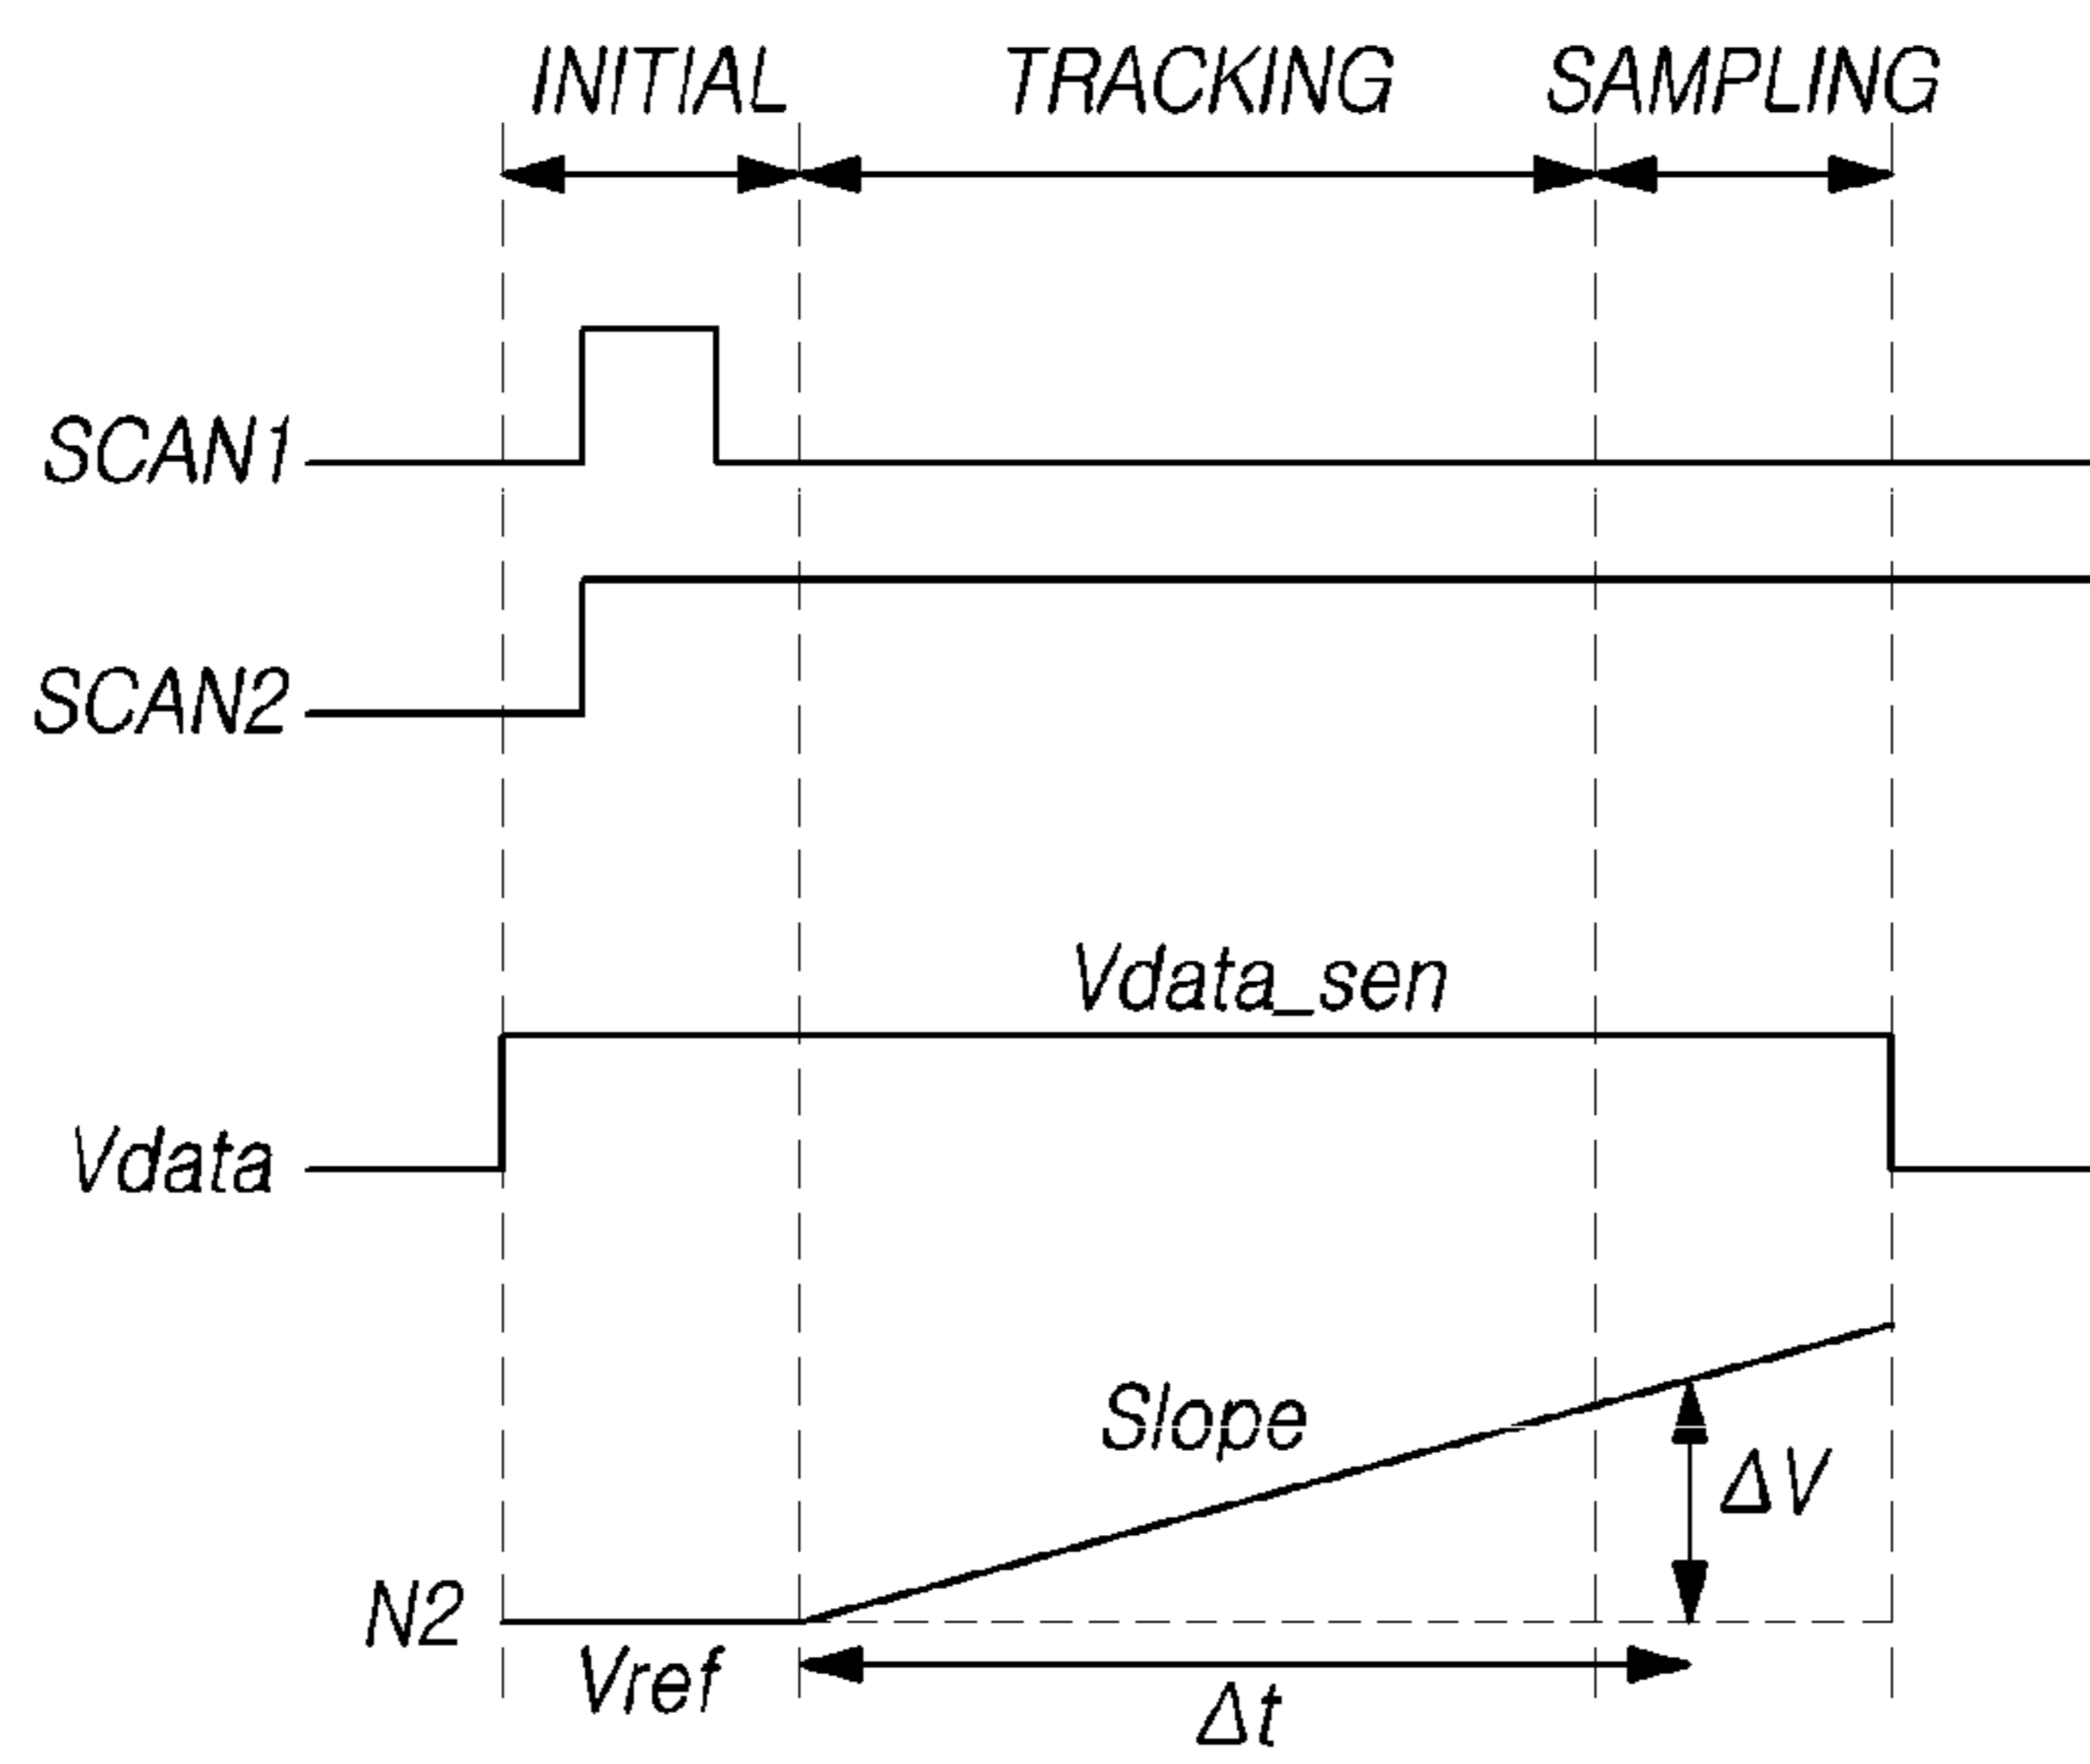 INITIAL TRACKING SAMPLING
SCAN1
SCAN2
Vdata_sen
Vdata
Slope
ΔV
N2
Vref
Δt